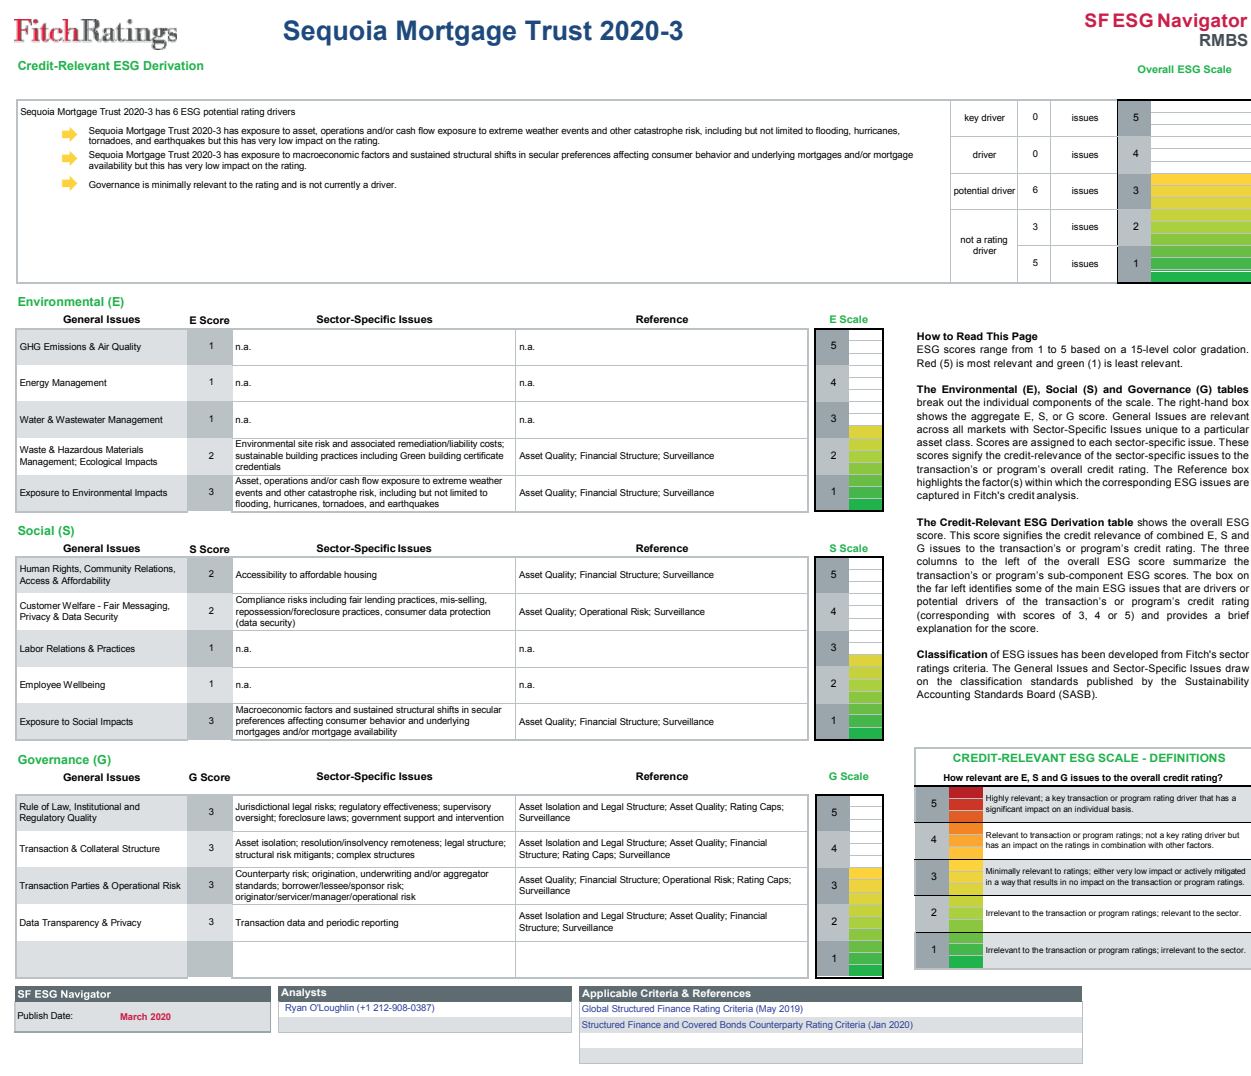 FitchRatings
Sequoia Mortgage Trust 2020-3
SF ESG Navigator
RMBS
Credit-Relevant ESG Derivation
Overall ESG Scale
Sequoia Mortgage Trust 2020-3 has 6 ESG potential rating drivers
Sequoia Mortgage Trust 2020-3 has exposure to asset, operations and/or cash flow exposure to extreme weather events and other catastrophe risk, including but not limited to flooding, hurricanes,
tornadoes, and earthquakes but this has very low impact on the rating.
Sequoia Mortgage Trust 2020-3 has exposure to macroeconomic factors and sustained structural shifts in secular preferences affecting consumer behavior and underlying mortgages and/or mortgage
availability but this has very low impact on the rating.
Governance is minimally relevant to the rating and is not currently a driver.
key driver 0 issues 5
driver 0 issues 4
potential driver 6 issues 3
not a rating
driver
3 issues 2
5 issues 1
Environmental (E)
General Issues E Score Sector-Specific Issues Reference E Scale
GHG Emissions & Air Quality 1 n.a. n.a. 5
Energy Management 1 n.a. n.a. 4
Water & Wastewater Management 1 n.a. n.a. 3
Waste & Hazardous Materials
Management; Ecological Impacts
2
Environmental site risk and associated remediation/liability costs;
sustainable building practices including Green building certificate
credentials
Asset Quality; Financial Structure; Surveillance
2
Exposure to Environmental Impacts
3
Asset, operations and/or cash flow exposure to extreme weather
events and other catastrophe risk, including but not limited to
flooding, hurricanes, tornadoes, and earthquakes
Asset Quality; Financial Structure; Surveillance
1
Social (S)
General Issues S Score Sector-Specific Issues Reference S Scale
Human Rights, Community Relations,
Access & Affordability
2
Accessibility to affordable housing
Asset Quality; Financial Structure; Surveillance
5
Customer Welfare - Fair Messaging,
Privacy & Data Security
2
Compliance risks including fair lending practices, mis-selling,
repossession/foreclosure practices, consumer data protection
(data security)
Asset Quality; Operational Risk; Surveillance
4
Labor Relations & Practices 1 n.a. n.a. 3
Employee Wellbeing 1 n.a. n.a. 2
Exposure to Social Impacts
3
Macroeconomic factors and sustained structural shifts in secular
preferences affecting consumer behavior and underlying
mortgages and/or mortgage availability
Asset Quality; Financial Structure; Surveillance
1
Governance (G)
General Issues G Score Sector-Specific Issues Reference G Scale
Rule of Law, Institutional and
Regulatory Quality
3
Jurisdictional legal risks; regulatory effectiveness; supervisory
oversight; foreclosure laws; government support and intervention
Asset Isolation and Legal Structure; Asset Quality; Rating Caps;
Surveillance
5
Transaction & Collateral Structure
3
Asset isolation; resolution/insolvency remoteness; legal structure;
structural risk mitigants; complex structures
Asset Isolation and Legal Structure; Asset Quality; Financial
Structure; Rating Caps; Surveillance
4
Transaction Parties & Operational Risk
3
Counterparty risk; origination, underwriting and/or aggregator
standards; borrower/lessee/sponsor risk;
originator/servicer/manager/operational risk
Asset Quality; Financial Structure; Operational Risk; Rating Caps;
Surveillance
3
Data Transparency & Privacy
3
Transaction data and periodic reporting
Asset Isolation and Legal Structure; Asset Quality; Financial
Structure; Surveillance
2
1
How to Read This Page
ESG scores range from 1 to 5 based on a 15-level color gradation.
Red (5) is most relevant and green (1) is least relevant.
The Environmental (E), Social (S) and Governance (G) tables
break out the individual components of the scale. The right-hand box
shows the aggregate E, S, or G score. General Issues are relevant
across all markets with Sector-Specific Issues unique to a particular
asset class. Scores are assigned to each sector-specific issue. These
scores signify the credit-relevance of the sector-specific issues to the
transaction's or program's overall credit rating. The Reference box
highlights the factor(s) within which the corresponding ESG issues are
captured in Fitch's credit analysis.
The Credit-Relevant ESG Derivation table shows the overall ESG
score. This score signifies the credit relevance of combined E, S and
G issues to the transaction's or program's credit rating. The three
columns to the left of the overall ESG score summarize the
transaction's or program's sub-component ESG scores. The box on
the far left identifies some of the main ESG issues that are drivers or
potential drivers of the transaction's or program's credit rating
(corresponding with scores of 3, 4 or 5) and provides a brief
explanation for the score.
Classification of ESG issues has been developed from Fitch's sector
ratings criteria. The General Issues and Sector-Specific Issues draw
on the classification standards published by the Sustainability
Accounting Standards Board (SASB).
CREDIT-RELEVANT ESG SCALE - DEFINITIONS
How relevant are E, S and G issues to the overall credit rating?
5
Highly relevant; a key transaction or program rating driver that has a
significant impact on an individual basis.
4
Relevant to transaction or program ratings; not a key rating driver but
has an impact on the ratings in combination with other factors.
3
Minimally relevant to ratings; either very low impact or actively mitigated
in a way that results in no impact on the transaction or program ratings.
2
Irrelevant to the transaction or program ratings; relevant to the sector.
1
Irrelevant to the transaction or program ratings; irrelevant to the sector.
SF ESG Navigator
Publish Date: March 2020
Analysts
Ryan O'Loughlin (+1 212-908-0387)
Applicable Criteria & References
Global Structured Finance Rating Criteria (May 2019)
Structured Finance and Covered Bonds Counterparty Rating Criteria (Jan 2020)